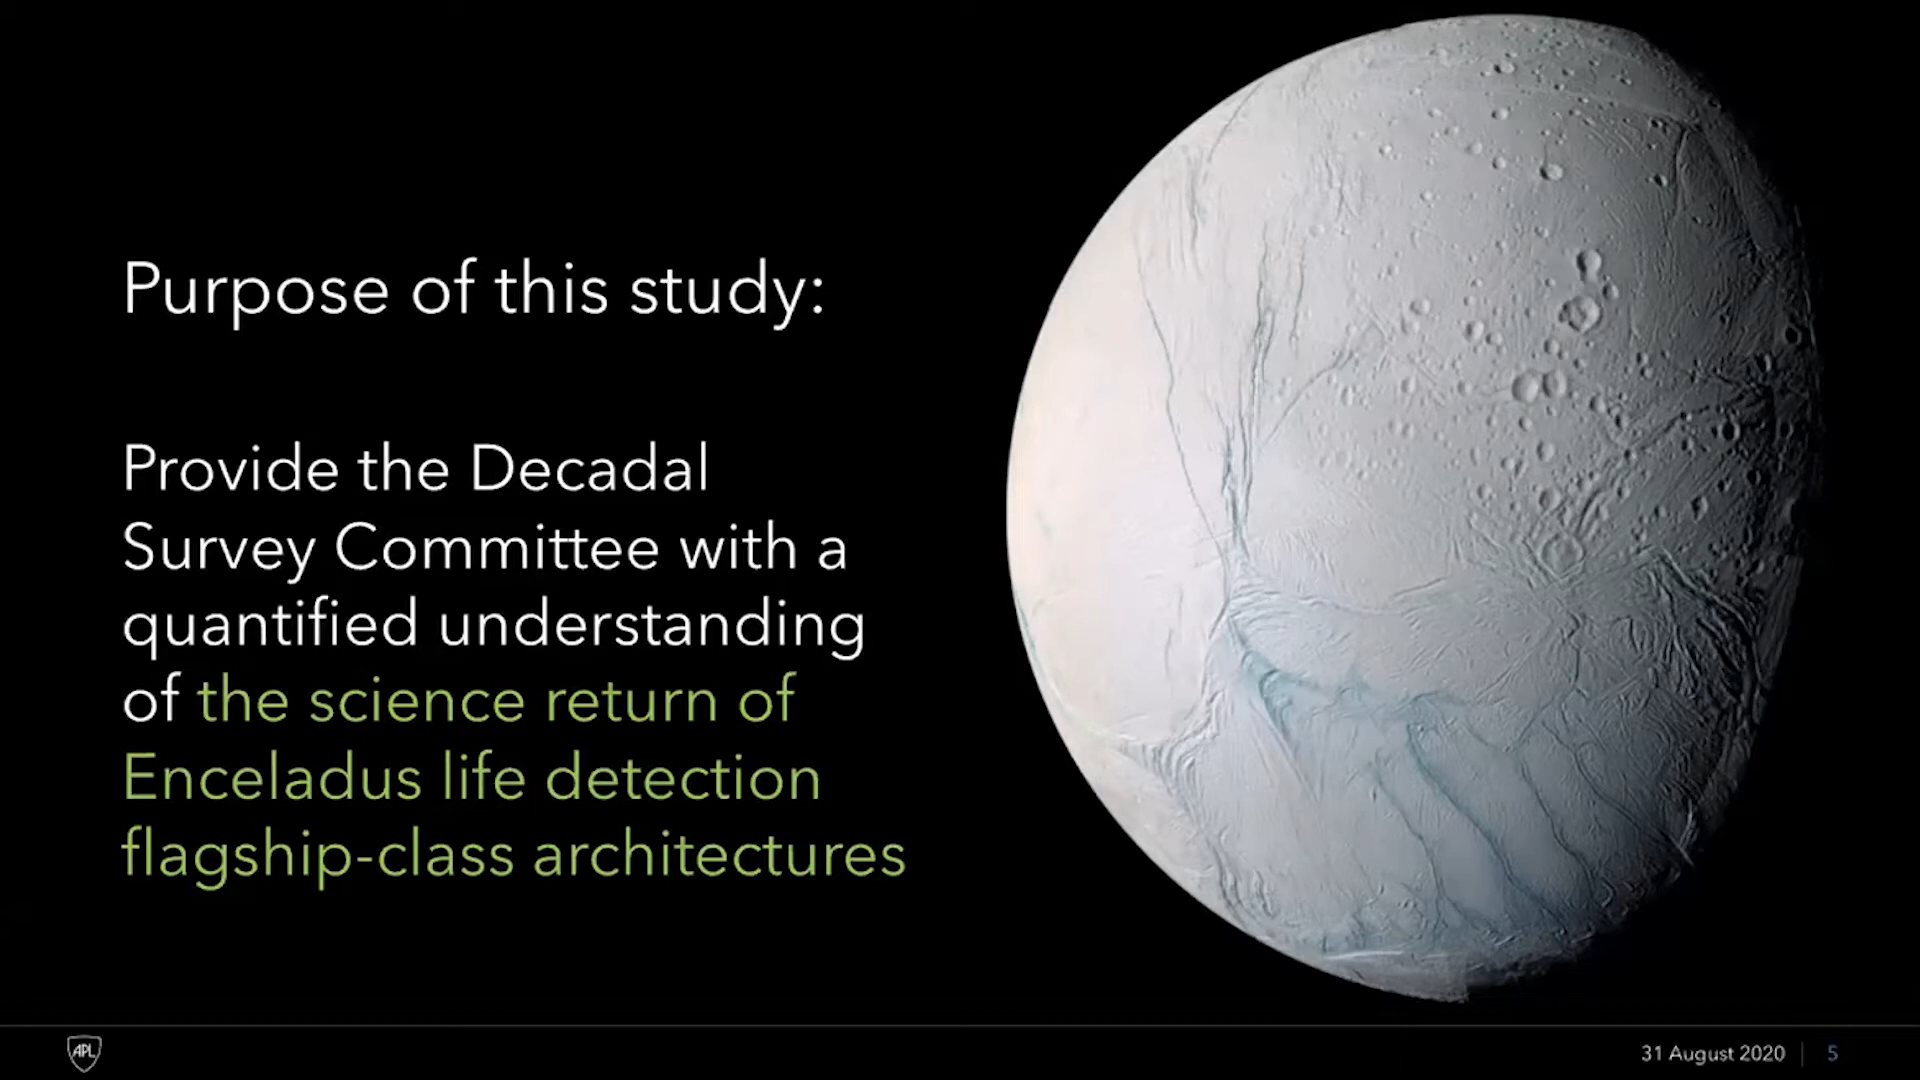 Purpose of this study:
Provide the Decadal
Survey Committee with a
quantified understanding
of the science return of
Enceladus life detection
flagship-class architectures
APL
31 August 2020
5